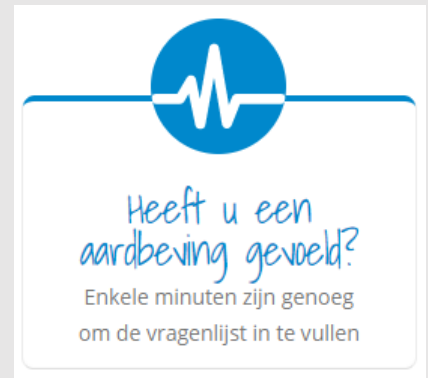 Heeft u een
aardbeving gevoeld?
Enkele minuten zijn genoeg
om de vragenlijst in te vullen